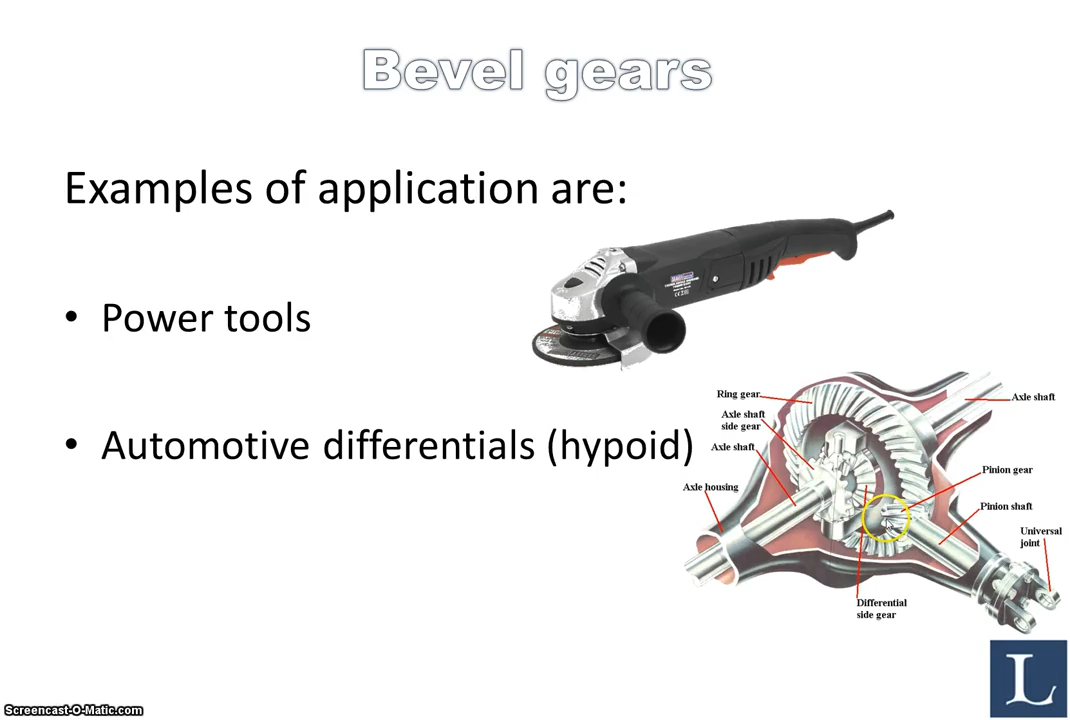 Bevel gears
Examples of application are:
• Power tools
• Automotive differentials (hypoid)
Ring gear
Axle shaft
side gear
Axle shaft
Axle housing
Axle shaft
Pinion gear
Pinion shaft
Universal
joint
Differential
side gear
L
Screencast-O-Matic.com